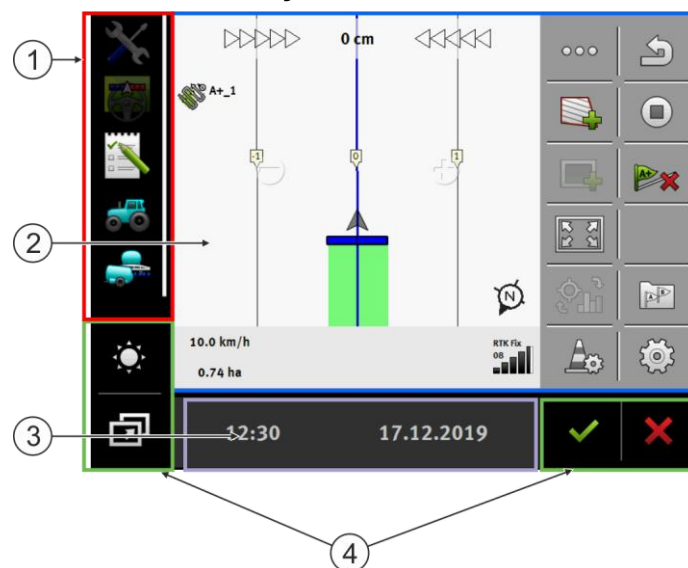 1
0 cm
A+_1
-1
0
1
A+
2
N
A B
10.0 km/h
RTK Fix
08
0.74 ha
3
12:30
17.12.2019
4